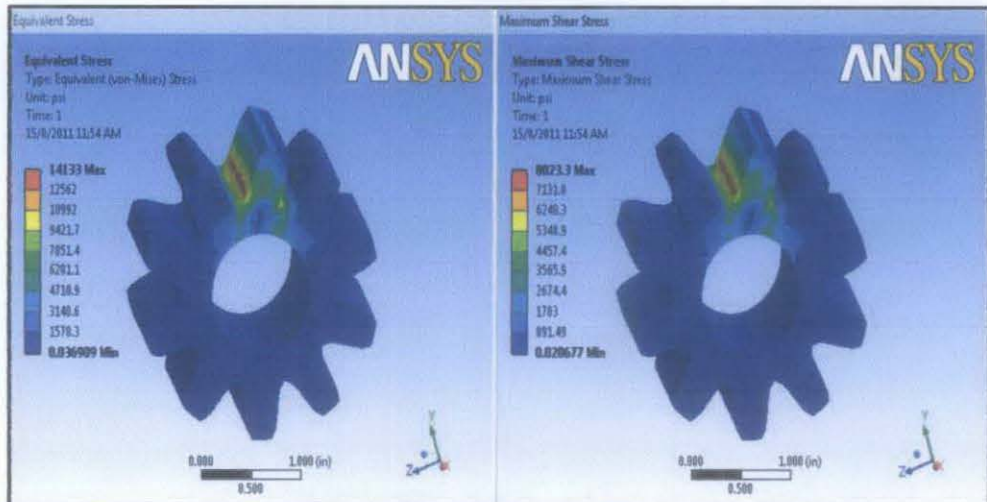 Equivalent Stress
ANSYS
Equivalent Stress
Type: Equivalent (von-Mises) Stress
Unit: psi
Time: 1
15/8/2011 11:54 AM
14133 Max
12562
10992
9421.7
7851.4
6281.1
4710.9
3140.6
1570.3
0.036909 Min
0.000
1.000 (in)
0.500
Y
Z
X
Maximum Shear Stress
ANSYS
Maximum Shear Stress
Type: Maximum Shear Stress
Unit: psi
Time: 1
15/8/2011 11:54 AM
8023.3 Max
7131.8
6240.3
5348.9
4457.4
3565.9
2674.4
1783
891.49
0.020677 Min
0.000
1.000 (in)
0.500
Y
Z
X